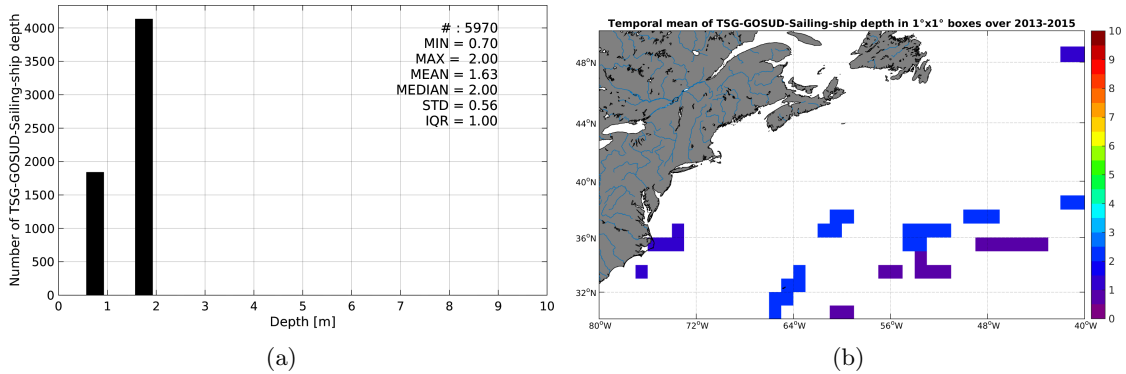 Number of TSG-GOSUD-Sailing-ship depth
4000
3500
3000
2500
2000
1500
1000
500
0
# : 5970
MIN = 0.70
MAX = 2.00
MEAN = 1.63
MEDIAN = 2.00
STD = 0.56
IQR = 1.00
0 1 2 3 4 5 6 7 8 9 10
Depth [m]
(a)
Temporal mean of TSG-GOSUD-Sailing-ship depth in 1°x1° boxes over 2013-2015
48°N
44°N
40°N
36°N
32°N
80°W 72°W 64°W 56°W 48°W 40°W
10
9
8
7
6
5
4
3
2
1
0
(b)